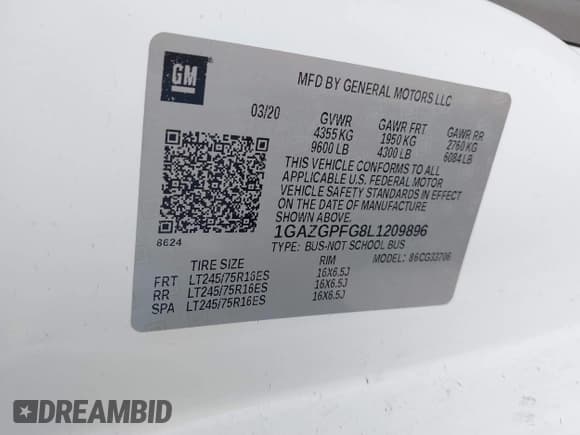 GM
MFD BY GENERAL MOTORS LLC
03/20 GVWR GAWR FRT GAWR RR
4355 KG 1950 KG 2760 KG
9600 LB 4300 LB 6084 LB
THIS VEHICLE CONFORMS TO ALL
APPLICABLE U.S. FEDERAL MOTOR
VEHICLE SAFETY STANDARDS IN EFFECT
ON THE DATE OF MANUFACTURE
SHOWN ABOVE.
8624
1GAZGPFG8L1209896
TYPE: BUS-NOT SCHOOL BUS
MODEL: 86CG33706
TIRE SIZE RIM
FRT LT245/75R16ES 16X6.5J
RR LT245/75R16ES 16X6.5J
SPA LT245/75R16ES 16X6.5J
DREAMBID